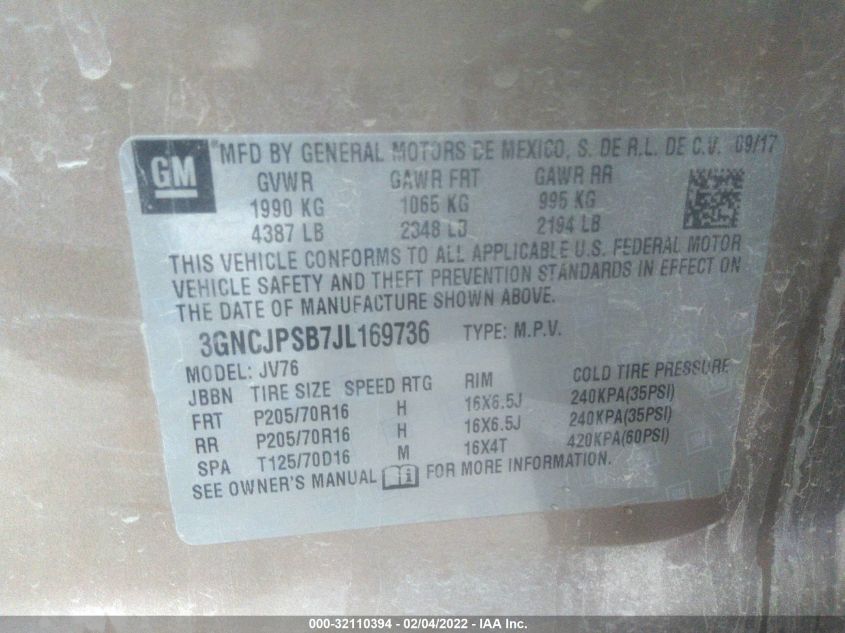 GM
® MFD BY GENERAL MOTORS DE MEXICO, S. DE R.L. DE C.V. 09/17
GVWR GAWR FRT GAWR RR
1990 KG 1065 KG 995 KG
4387 LB 2348 LB 2194 LB
THIS VEHICLE CONFORMS TO ALL APPLICABLE U.S. FEDERAL MOTOR
VEHICLE SAFETY AND THEFT PREVENTION STANDARDS IN EFFECT ON
THE DATE OF MANUFACTURE SHOWN ABOVE.
3GNCJPSB7JL169736 TYPE: M.P.V.
MODEL: JV76
JBBN TIRE SIZE SPEED RTG RIM COLD TIRE PRESSURE
FRT P205/70R16 H 16X6.5J 240KPA(35PSI)
RR P205/70R16 H 16X6.5J 240KPA(35PSI)
SPA T125/70D16 M 16X4T 420KPA(60PSI)
SEE OWNER'S MANUAL FOR MORE INFORMATION.
000-32110394 - 02/04/2022 - IAA Inc.